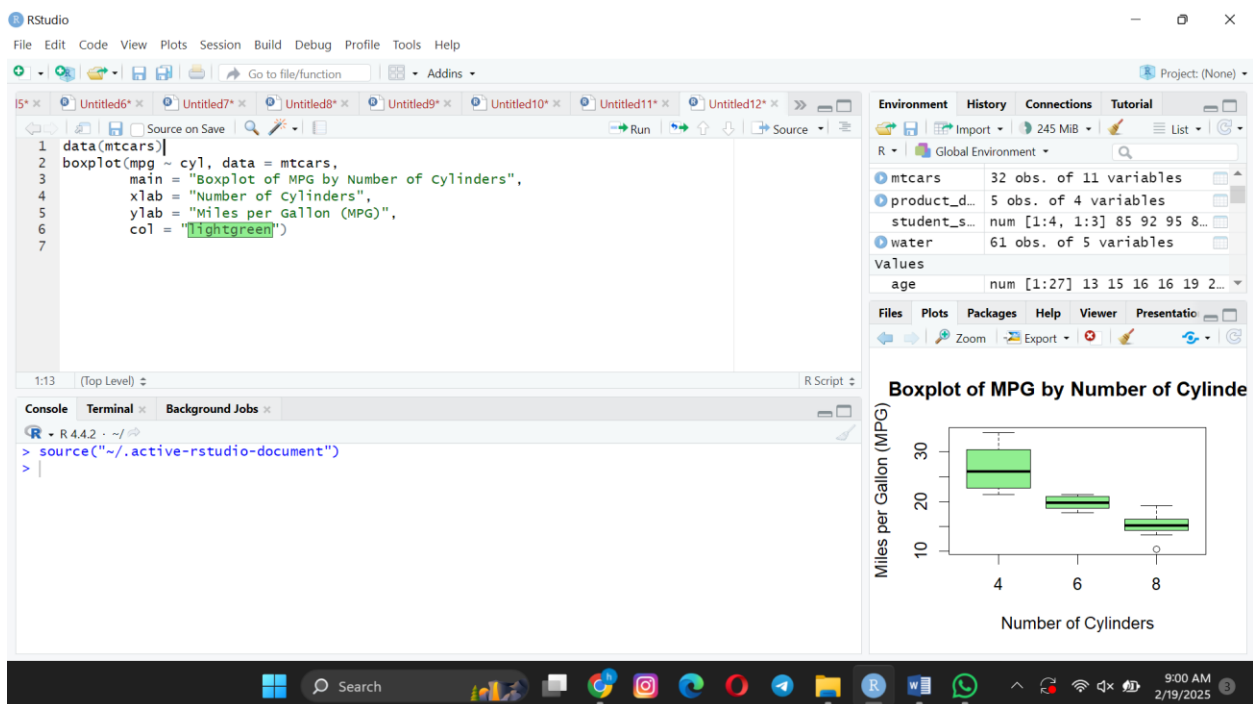 RStudio
File Edit Code View Plots Session Build Debug Profile Tools Help
Go to file/function Addins Project: (None)
15* Untitled6* Untitled7* Untitled8* Untitled9* Untitled10* Untitled11* Untitled12*
Source on Save Run Source
1 data(mtcars)
2 boxplot(mpg ~ cyl, data = mtcars,
3 main = "Boxplot of MPG by Number of Cylinders",
4 xlab = "Number of Cylinders",
5 ylab = "Miles per Gallon (MPG)",
6 col = "lightgreen")
7
1:13 (Top Level) R Script
Console Terminal Background Jobs
R 4.4.2 · ~/
> source("~/.active-rstudio-document")
>
Environment History Connections Tutorial
Import 245 MiB List
R Global Environment
mtcars 32 obs. of 11 variables
product_d… 5 obs. of 4 variables
student_s… num [1:4, 1:3] 85 92 95 8…
water 61 obs. of 5 variables
Values
age num [1:27] 13 15 16 16 19 2…
Files Plots Packages Help Viewer Presentatio
Zoom Export
Boxplot of MPG by Number of Cylinde
Miles per Gallon (MPG)
30
20
10
4 6 8
Number of Cylinders
Search
9:00 AM
2/19/2025
3